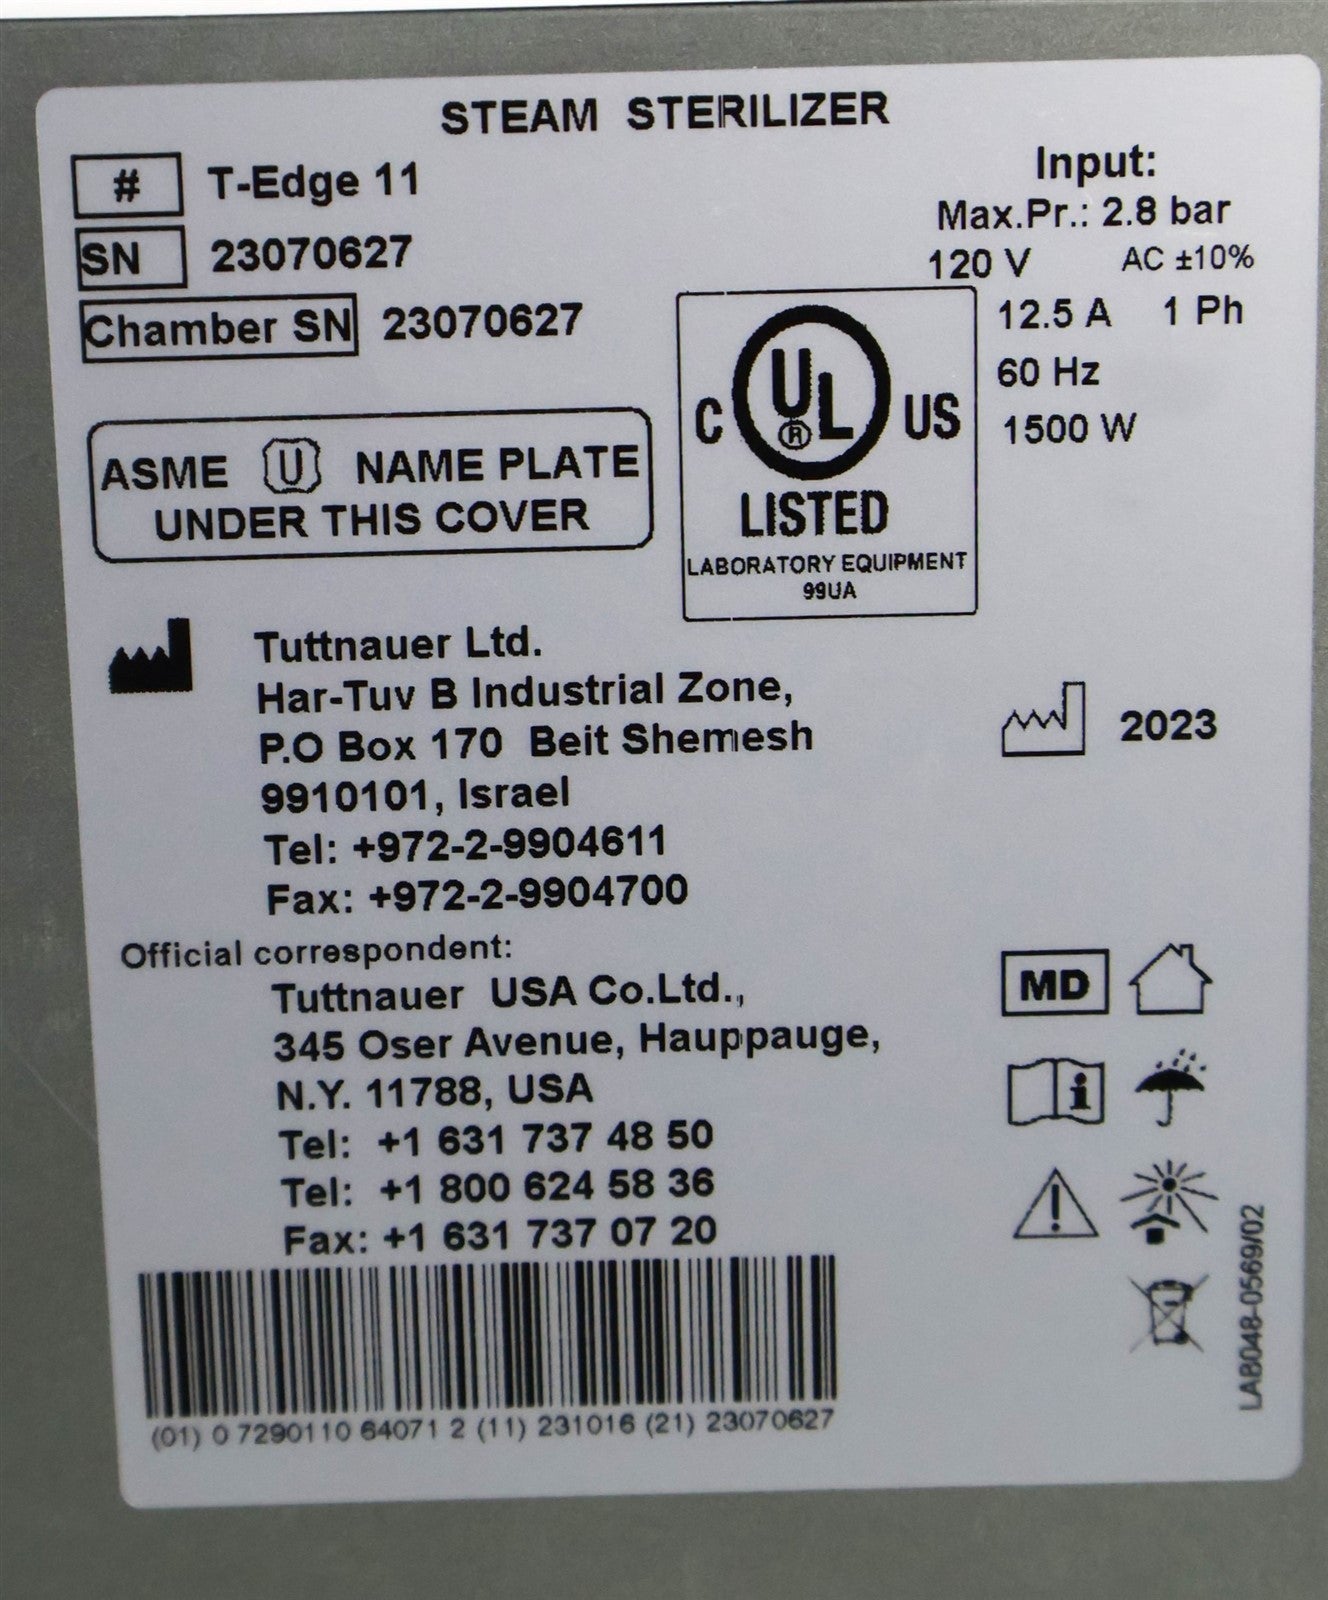 STEAM STERILIZER
# T-Edge 11
SN 23070627
Chamber SN 23070627
Input:
Max.Pr.: 2.8 bar
120 V AC ±10%
12.5 A 1 Ph
60 Hz
1500 W
ASME U NAME PLATE
UNDER THIS COVER
C UL® US
LISTED
LABORATORY EQUIPMENT
99UA
Tuttnauer Ltd.
Har-Tuv B Industrial Zone,
P.O Box 170 Beit Shemesh
9910101, Israel
Tel: +972-2-9904611
Fax: +972-2-9904700
2023
Official correspondent:
Tuttnauer USA Co.Ltd.,
345 Oser Avenue, Hauppauge,
N.Y. 11788, USA
Tel: +1 631 737 48 50
Tel: +1 800 624 58 36
Fax: +1 631 737 07 20
MD
i
!
(01) 0 7290110 64071 2 (11) 231016 (21) 23070627
LAB048-0569/02